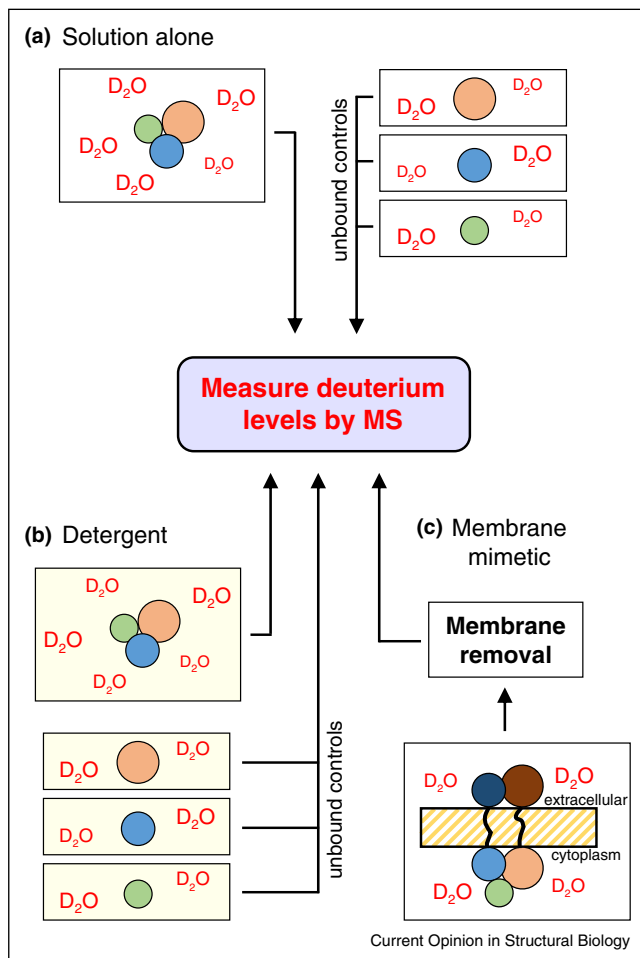 (a) Solution alone
D₂O
D₂O
D₂O
D₂O
D₂O
unbound controls
D₂O
D₂O
D₂O
D₂O
D₂O
D₂O
Measure deuterium
levels by MS
(b) Detergent
D₂O
D₂O
D₂O
D₂O
D₂O
unbound controls
D₂O
D₂O
D₂O
D₂O
D₂O
D₂O
(c) Membrane
mimetic
Membrane
removal
D₂O
D₂O
extracellular
cytoplasm
D₂O
D₂O
Current Opinion in Structural Biology